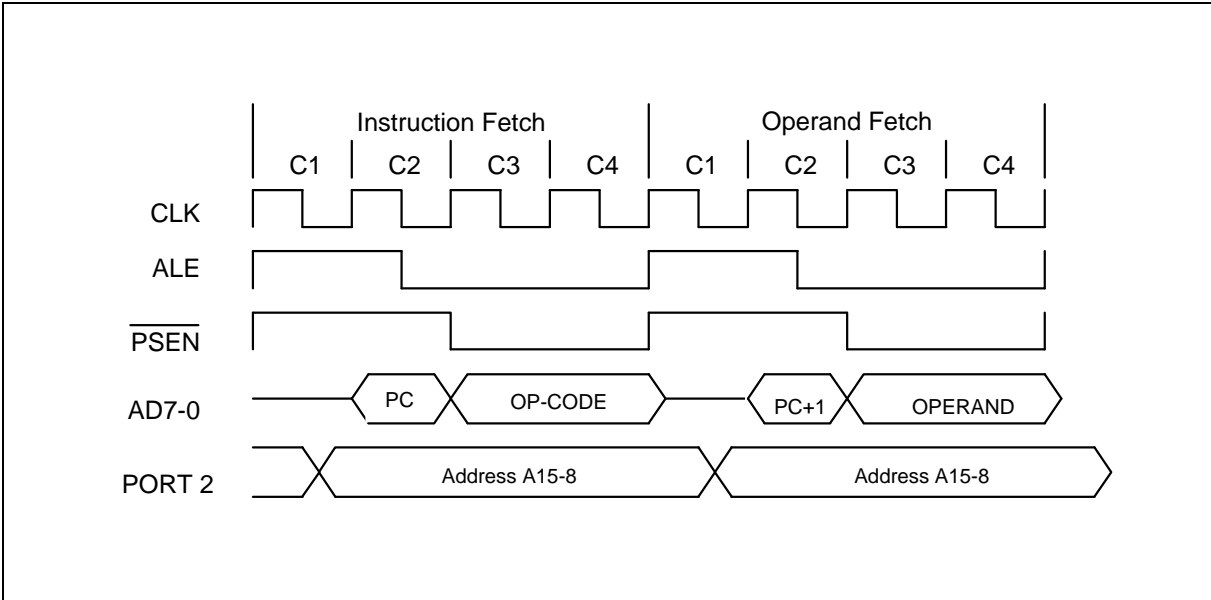 Instruction Fetch Operand Fetch
C1 C2 C3 C4 C1 C2 C3 C4
CLK
ALE
PSEN
AD7-0 PC OP-CODE PC+1 OPERAND
PORT 2 Address A15-8 Address A15-8